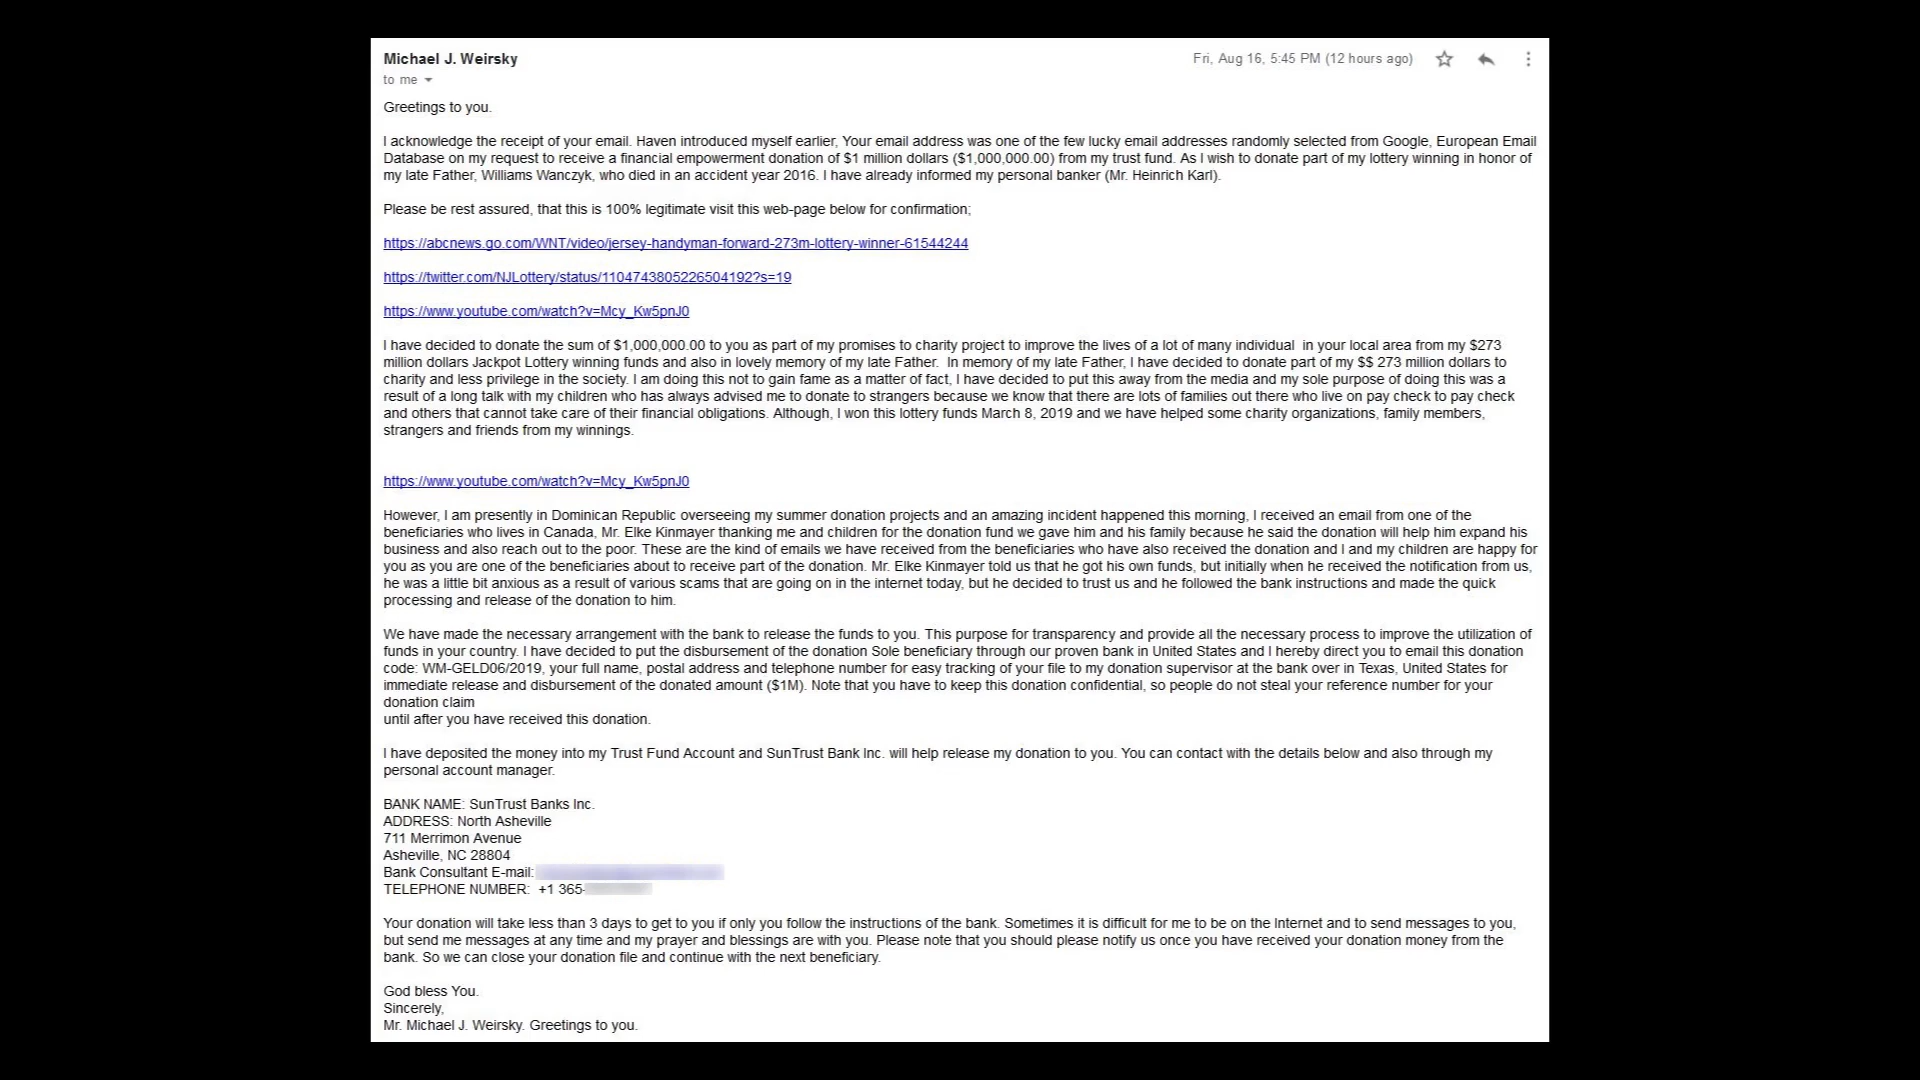 Michael J. Weirsky
Fri, Aug 16, 5:45 PM (12 hours ago)
to me
Greetings to you.
I acknowledge the receipt of your email. Haven introduced myself earlier, Your email address was one of the few lucky email addresses randomly selected from Google, European Email
Database on my request to receive a financial empowerment donation of $1 million dollars ($1,000,000.00) from my trust fund. As I wish to donate part of my lottery winning in honor of
my late Father, Williams Wanczyk, who died in an accident year 2016. I have already informed my personal banker (Mr. Heinrich Karl).
Please be rest assured, that this is 100% legitimate visit this web-page below for confirmation;
https://abcnews.go.com/WNT/video/jersey-handyman-forward-273m-lottery-winner-61544244
https://twitter.com/NJLottery/status/1104743805226504192?s=19
https://www.youtube.com/watch?v=Mcy_Kw5pnJ0
I have decided to donate the sum of $1,000,000.00 to you as part of my promises to charity project to improve the lives of a lot of many individual  in your local area from my $273
million dollars Jackpot Lottery winning funds and also in lovely memory of my late Father.  In memory of my late Father, I have decided to donate part of my $$ 273 million dollars to
charity and less privilege in the society. I am doing this not to gain fame as a matter of fact, I have decided to put this away from the media and my sole purpose of doing this was a
result of a long talk with my children who has always advised me to donate to strangers because we know that there are lots of families out there who live on pay check to pay check
and others that cannot take care of their financial obligations. Although, I won this lottery funds March 8, 2019 and we have helped some charity organizations, family members,
strangers and friends from my winnings.
https://www.youtube.com/watch?v=Mcy_Kw5pnJ0
However, I am presently in Dominican Republic overseeing my summer donation projects and an amazing incident happened this morning, I received an email from one of the
beneficiaries who lives in Canada, Mr. Elke Kinmayer thanking me and children for the donation fund we gave him and his family because he said the donation will help him expand his
business and also reach out to the poor. These are the kind of emails we have received from the beneficiaries who have also received the donation and I and my children are happy for
you as you are one of the beneficiaries about to receive part of the donation. Mr. Elke Kinmayer told us that he got his own funds, but initially when he received the notification from us,
he was a little bit anxious as a result of various scams that are going on in the internet today, but he decided to trust us and he followed the bank instructions and made the quick
processing and release of the donation to him.
We have made the necessary arrangement with the bank to release the funds to you. This purpose for transparency and provide all the necessary process to improve the utilization of
funds in your country. I have decided to put the disbursement of the donation Sole beneficiary through our proven bank in United States and I hereby direct you to email this donation
code: WM-GELD06/2019, your full name, postal address and telephone number for easy tracking of your file to my donation supervisor at the bank over in Texas, United States for
immediate release and disbursement of the donated amount ($1M). Note that you have to keep this donation confidential, so people do not steal your reference number for your
donation claim
until after you have received this donation.
I have deposited the money into my Trust Fund Account and SunTrust Bank Inc. will help release my donation to you. You can contact with the details below and also through my
personal account manager.
BANK NAME: SunTrust Banks Inc.
ADDRESS: North Asheville
711 Merrimon Avenue
Asheville, NC 28804
Bank Consultant E-mail:
TELEPHONE NUMBER:  +1 365-
Your donation will take less than 3 days to get to you if only you follow the instructions of the bank. Sometimes it is difficult for me to be on the Internet and to send messages to you,
but send me messages at any time and my prayer and blessings are with you. Please note that you should please notify us once you have received your donation money from the
bank. So we can close your donation file and continue with the next beneficiary.
God bless You.
Sincerely,
Mr. Michael J. Weirsky. Greetings to you.